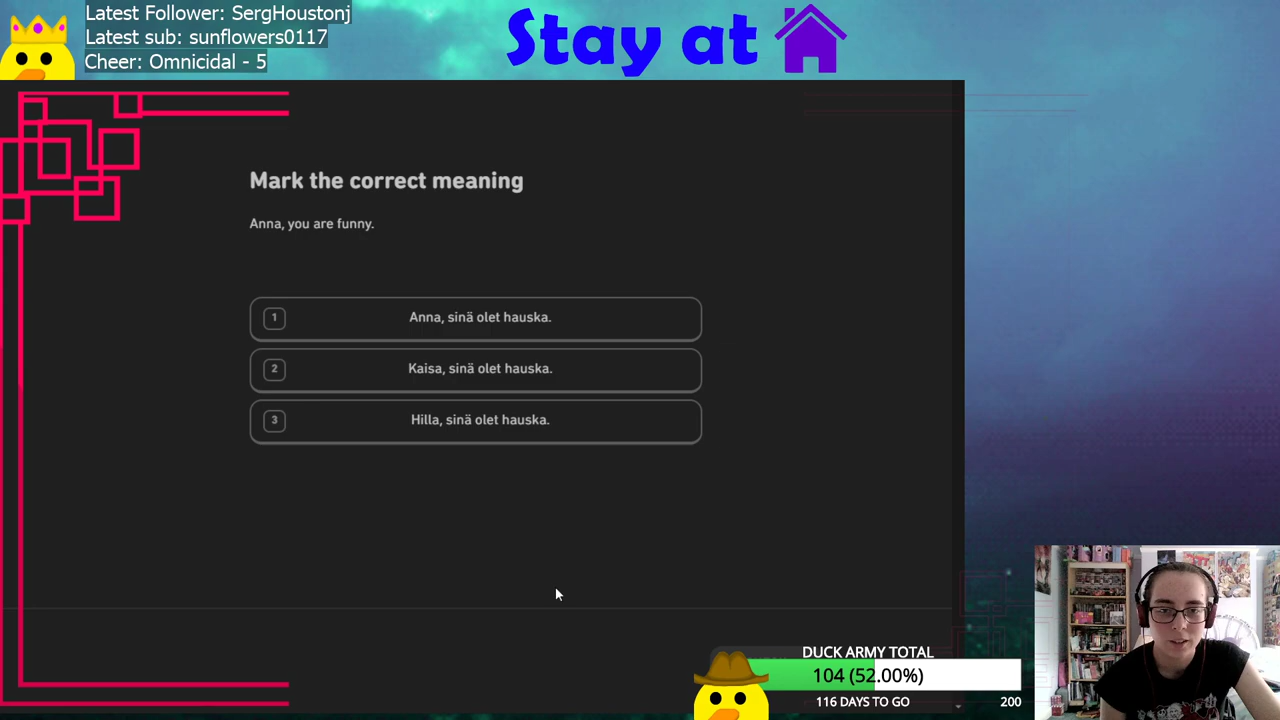 Latest Follower: SergHoustonj
Latest sub: sunflowers0117
Cheer: Omnicidal - 5
Stay at
Mark the correct meaning
Anna, you are funny.
1 Anna, sinä olet hauska.
2 Kaisa, sinä olet hauska.
3 Hilla, sinä olet hauska.
DUCK ARMY TOTAL
104 (52.00%)
116 DAYS TO GO 200